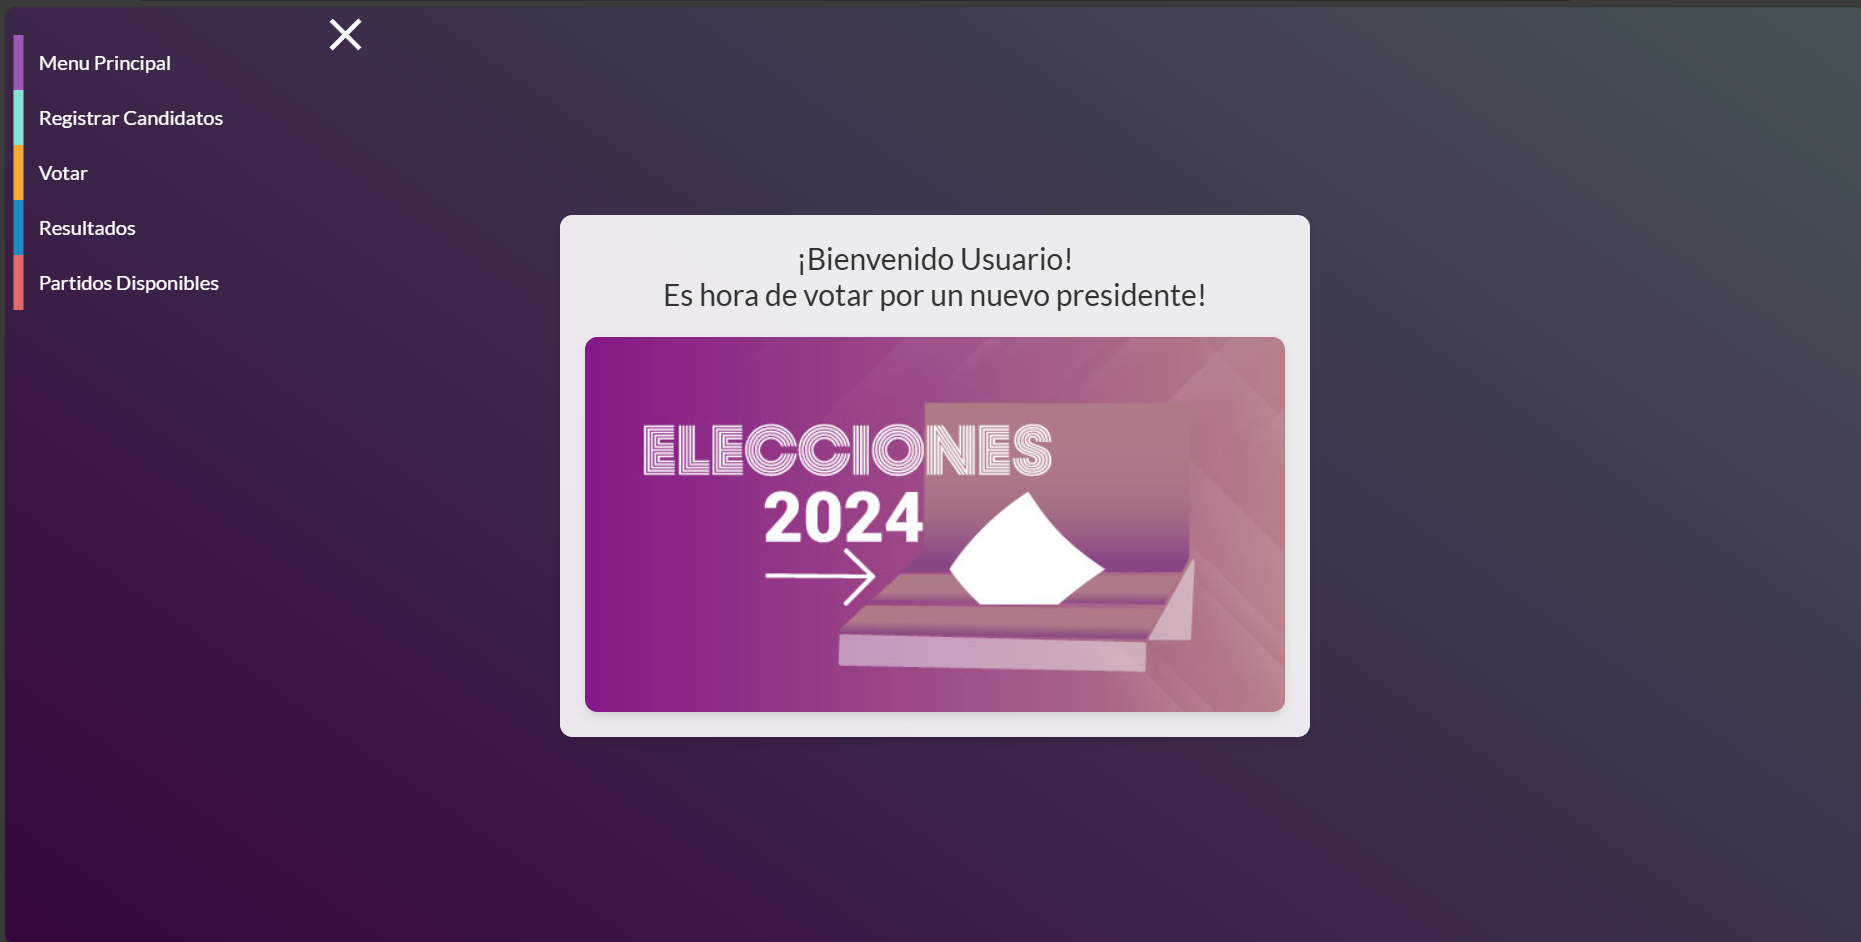 Menu Principal
Registrar Candidatos
Votar
Resultados
Partidos Disponibles
¡Bienvenido Usuario!
Es hora de votar por un nuevo presidente!
ELECCIONES
2024